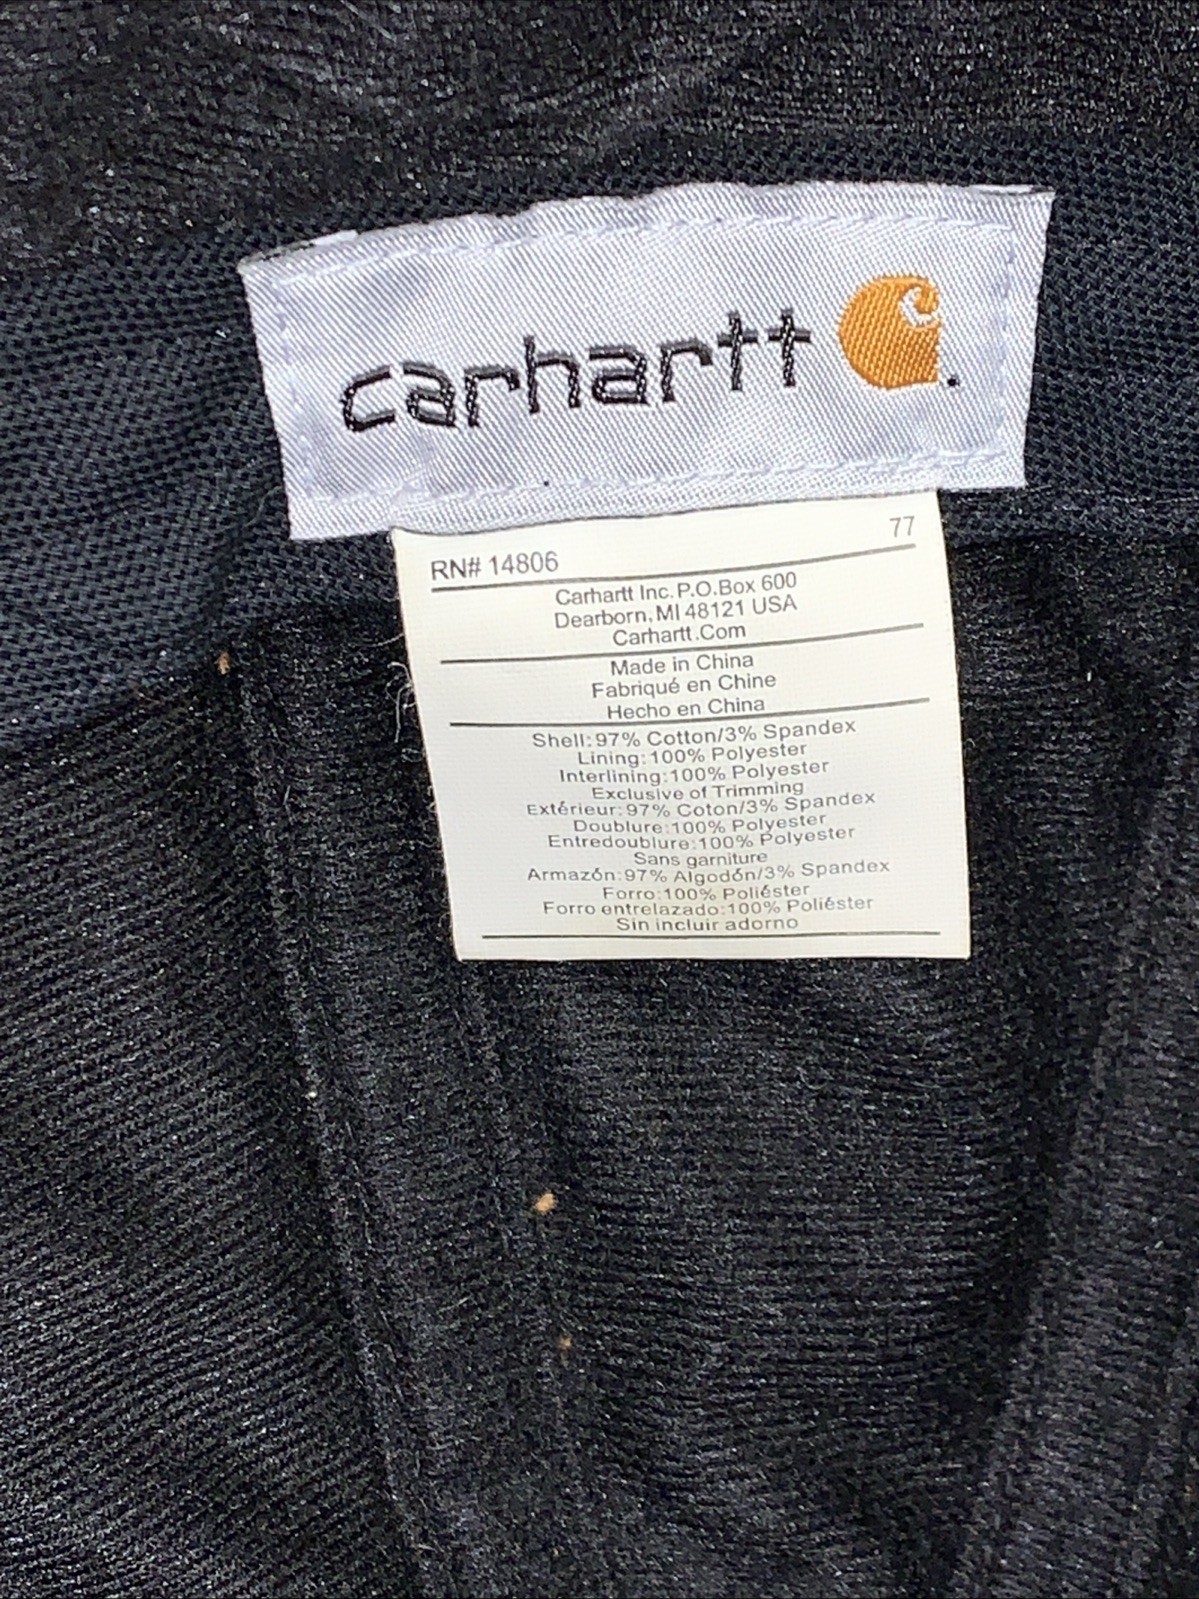 carhartt
RN# 14806 77
Carhartt Inc. P.O.Box 600
Dearborn, MI 48121 USA
Carhartt.Com
Made in China
Fabriqué en Chine
Hecho en China
Shell: 97% Cotton/3% Spandex
Lining: 100% Polyester
Interlining: 100% Polyester
Exclusive of Trimming
Extérieur: 97% Coton/3% Spandex
Doublure: 100% Polyester
Entredoublure: 100% Polyester
Sans garniture
Armazón: 97% Algodón/3% Spandex
Forro: 100% Poliéster
Forro entrelazado: 100% Poliéster
Sin incluir adorno